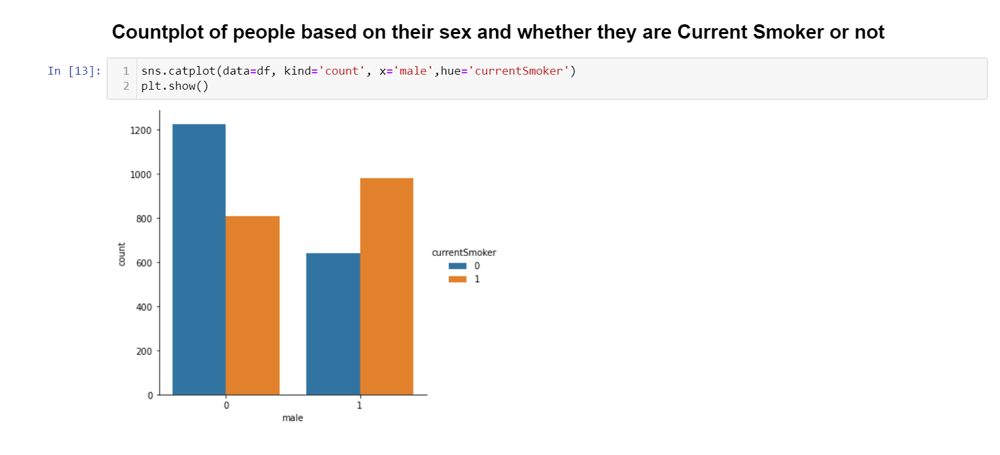 Countplot of people based on their sex and whether they are Current Smoker or not
In [13]:
1 sns.catplot(data=df, kind='count', x='male',hue='currentSmoker')
2 plt.show()
1200
1000
800
600
400
200
0
count
0 1
male
currentSmoker
0
1